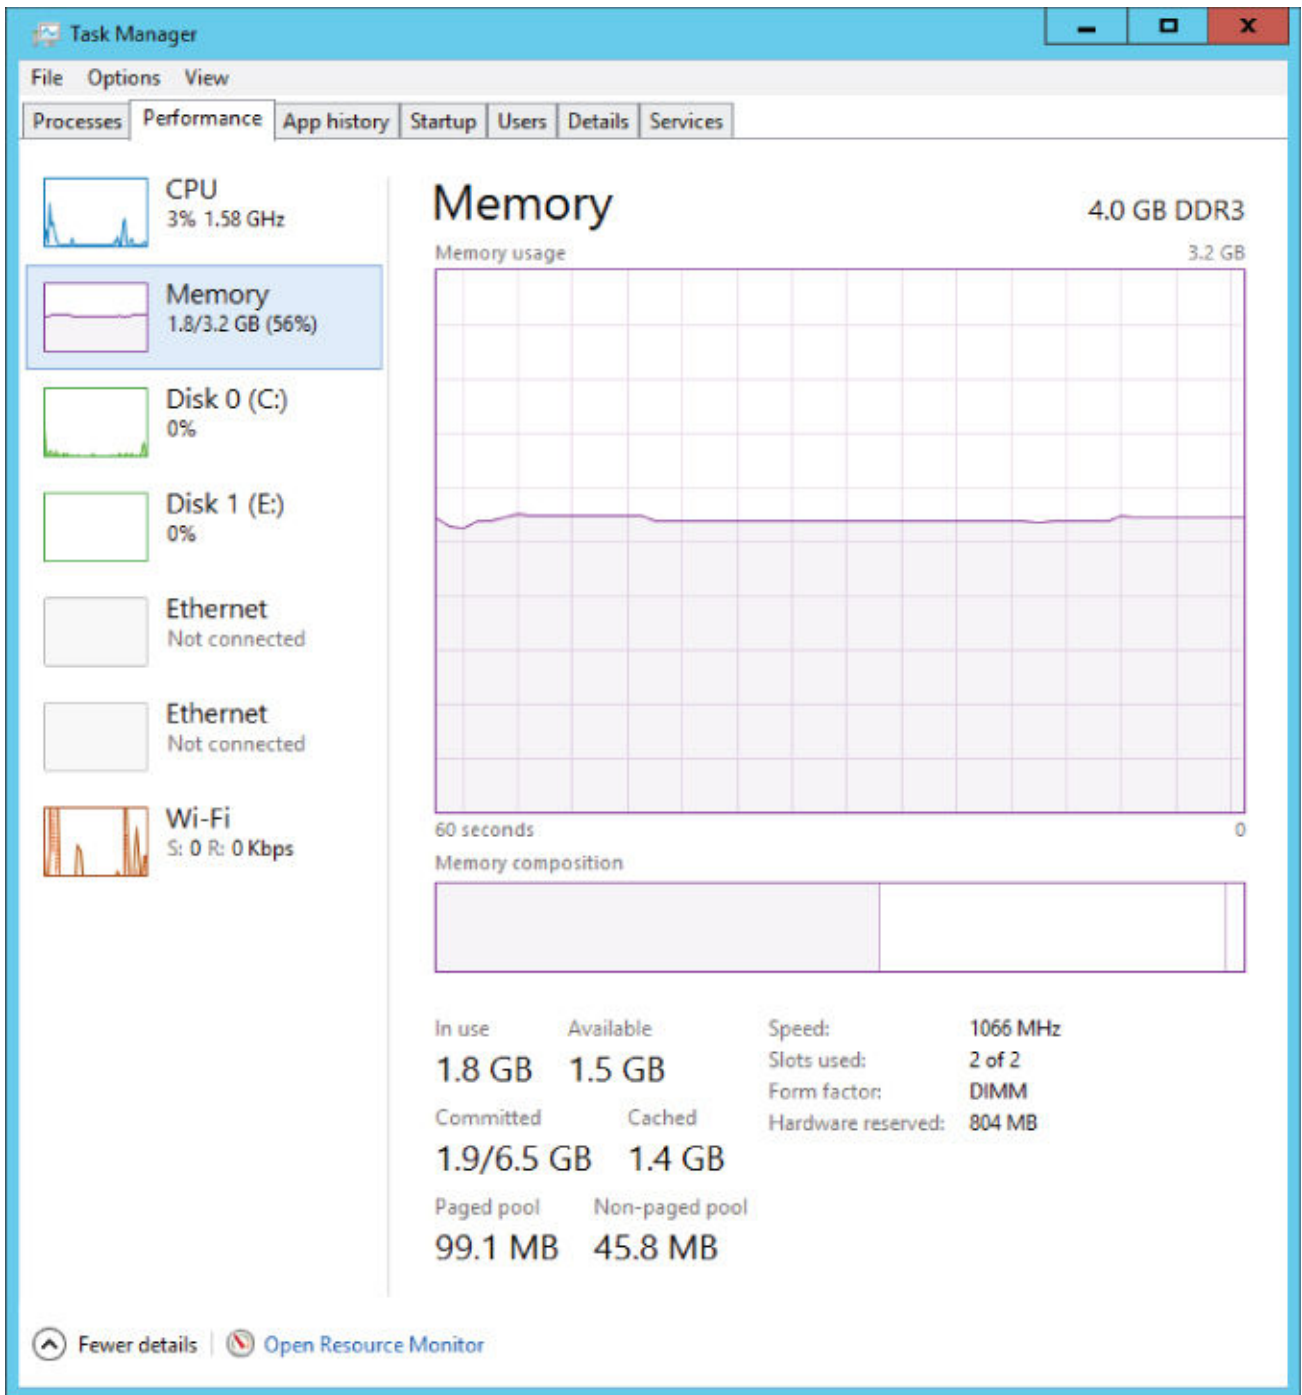 Task Manager
File Options View
Processes Performance App history Startup Users Details Services
CPU
3% 1.58 GHz
Memory
1.8/3.2 GB (56%)
Disk 0 (C:)
0%
Disk 1 (E:)
0%
Ethernet
Not connected
Ethernet
Not connected
Wi-Fi
S: 0 R: 0 Kbps
Memory 4.0 GB DDR3
Memory usage 3.2 GB
60 seconds 0
Memory composition
In use Available
1.8 GB 1.5 GB
Committed Cached
1.9/6.5 GB 1.4 GB
Paged pool Non-paged pool
99.1 MB 45.8 MB
Speed: 1066 MHz
Slots used: 2 of 2
Form factor: DIMM
Hardware reserved: 804 MB
Fewer details Open Resource Monitor